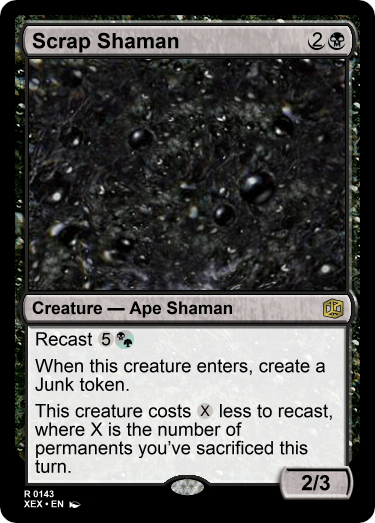 Scrap Shaman 2
Creature — Ape Shaman
Recast 5
When this creature enters, create a
Junk token.
This creature costs X less to recast,
where X is the number of
permanents you've sacrificed this
turn.
2/3
R 0143
XEX • EN